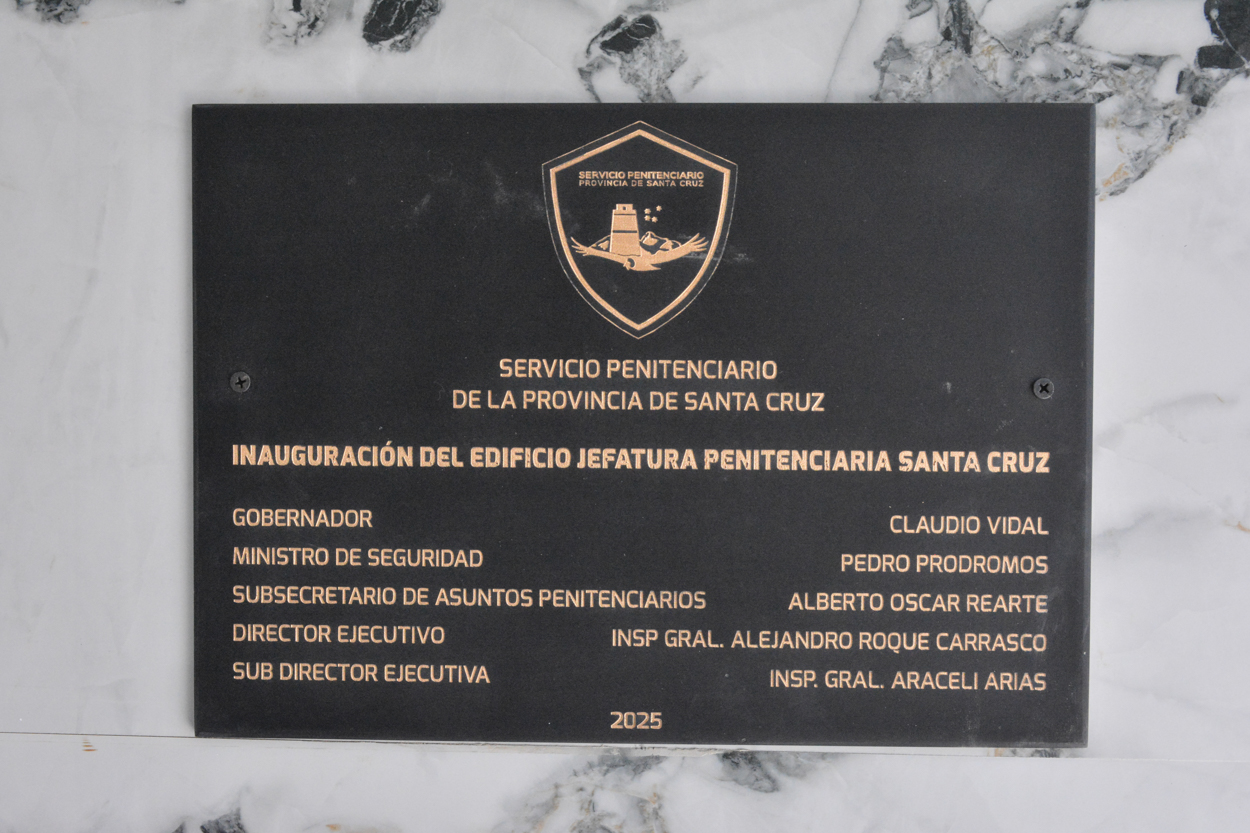 SERVICIO PENITENCIARIO
PROVINCIA DE SANTA CRUZ
SERVICIO PENITENCIARIO
DE LA PROVINCIA DE SANTA CRUZ
INAUGURACIÓN DEL EDIFICIO JEFATURA PENITENCIARIA SANTA CRUZ
GOBERNADOR CLAUDIO VIDAL
MINISTRO DE SEGURIDAD PEDRO PRODROMOS
SUBSECRETARIO DE ASUNTOS PENITENCIARIOS ALBERTO OSCAR REARTE
DIRECTOR EJECUTIVO INSP GRAL. ALEJANDRO ROQUE CARRASCO
SUB DIRECTOR EJECUTIVA INSP. GRAL. ARACELI ARIAS
2025